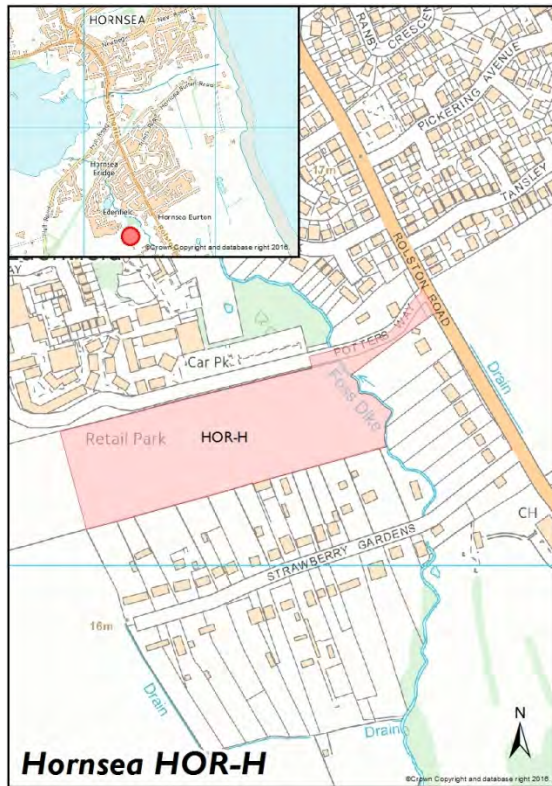 HORNSEA
Hornsea
Bridge
Edenfield
Hornsea Burton
©Crown Copyright and database right 2016.
RANBY
CRESCENT
PICKERING AVENUE
TANSLEY
17m
ROLSTON ROAD
Drain
POTTERS WAY
Car Pk
Foss Dike
Retail Park
HOR-H
CH
STRAWBERRY GARDENS
16m
Drain
Drain
N
Hornsea HOR-H
©Crown Copyright and database right 2016.